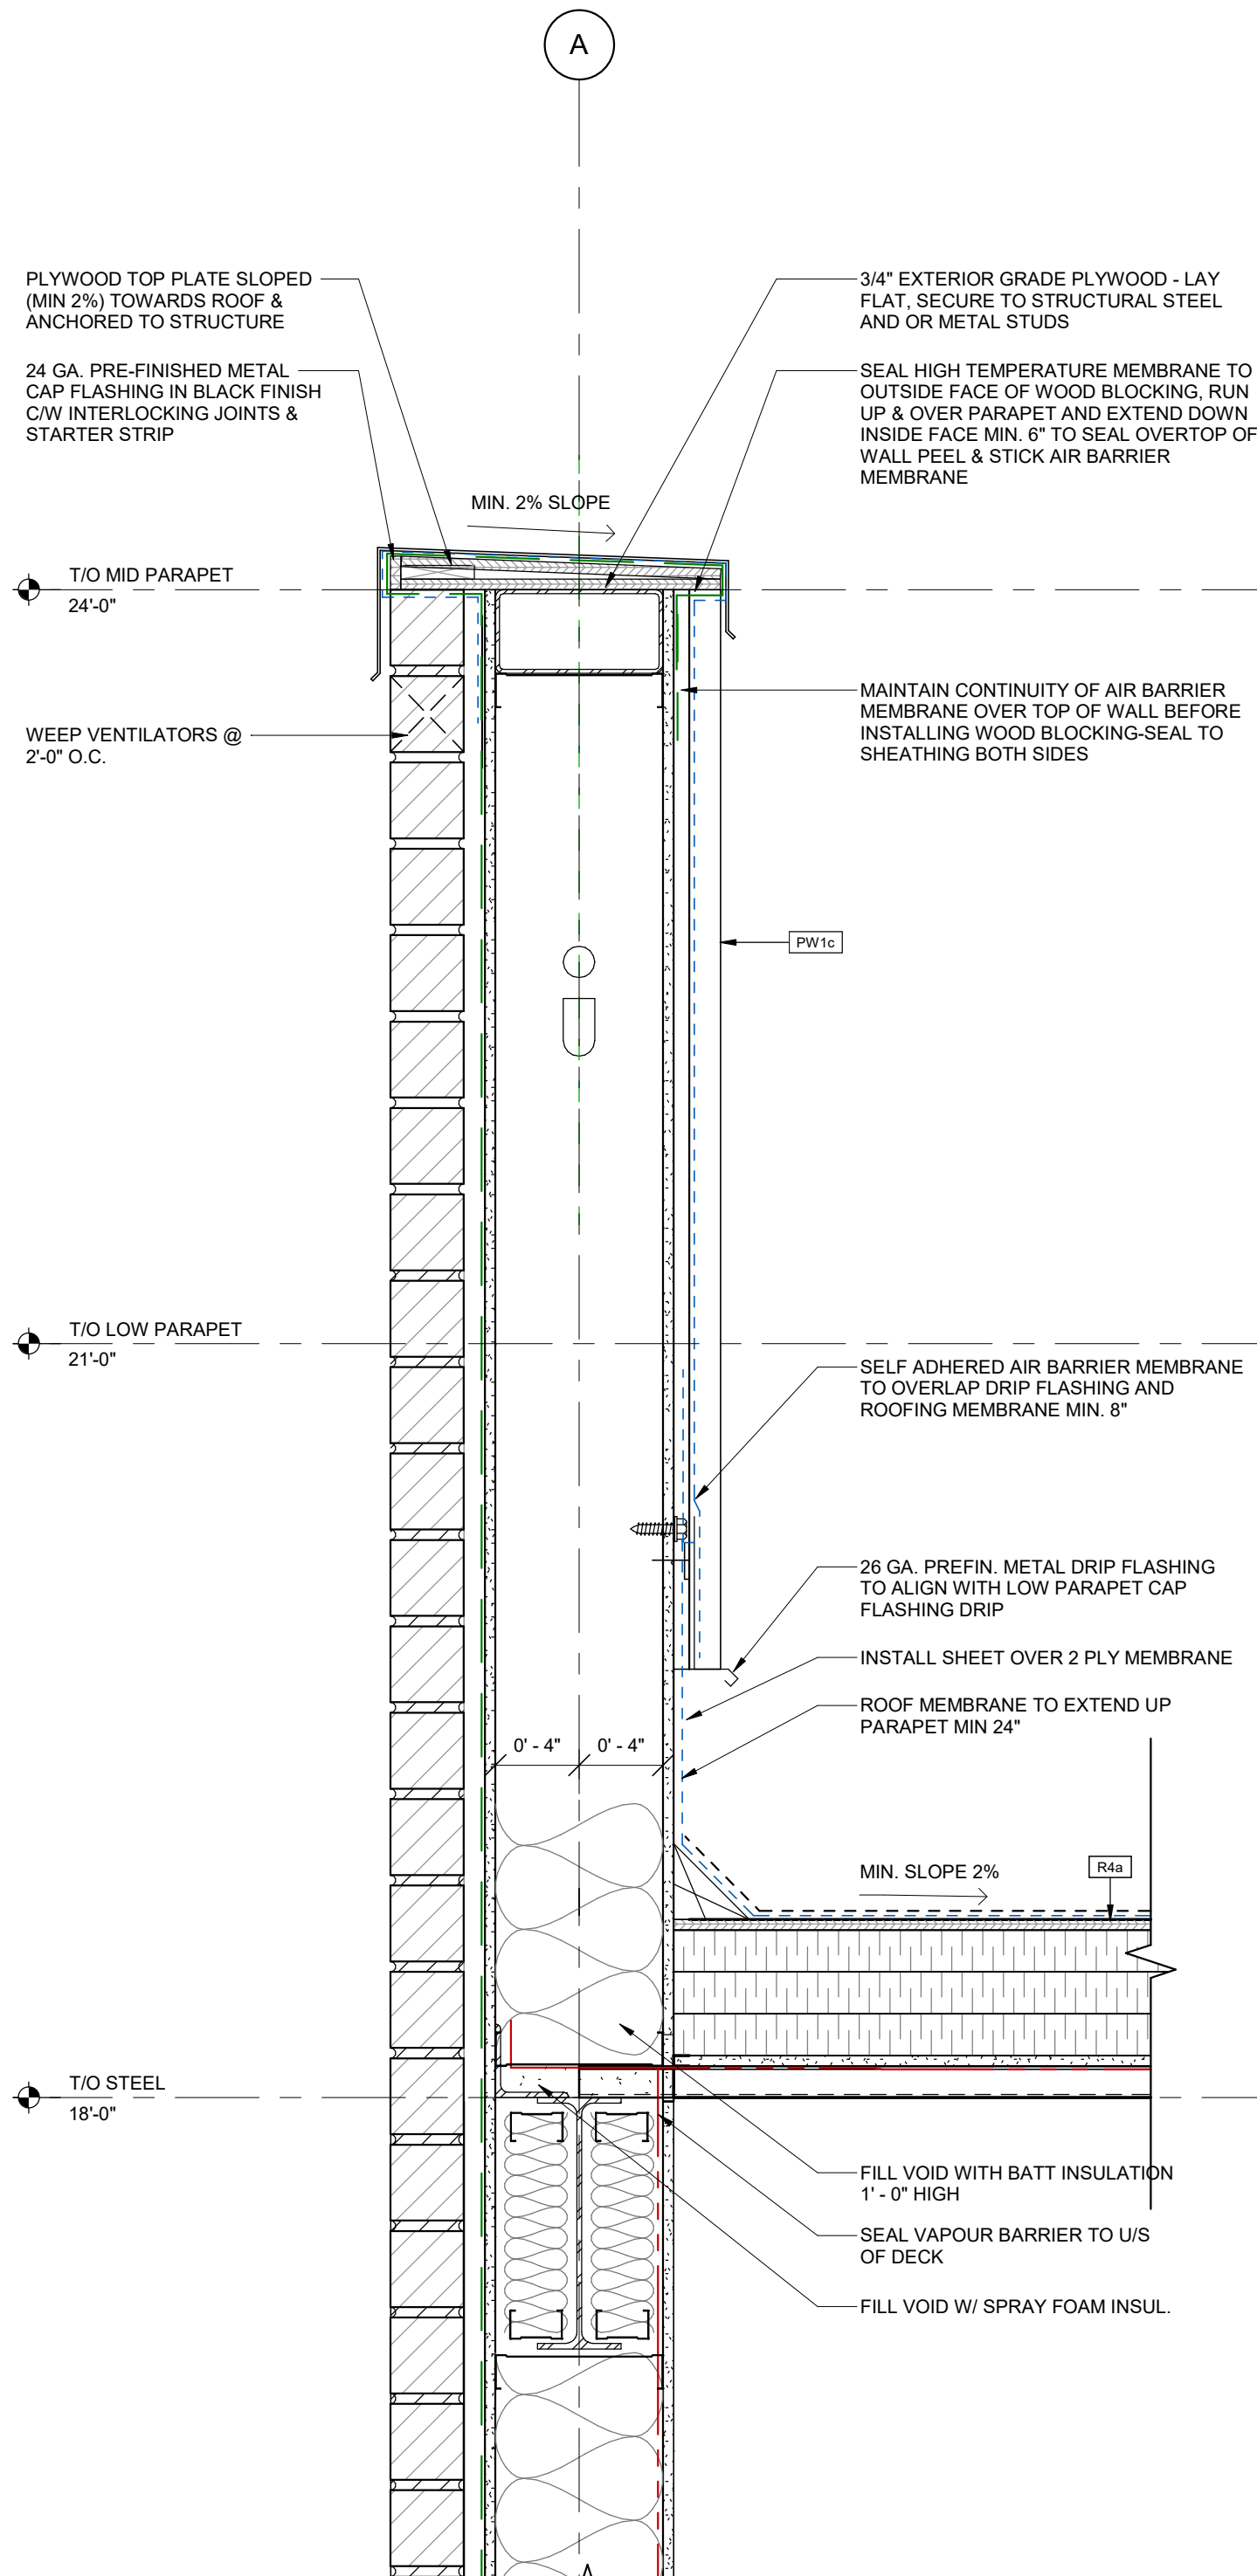 A
PLYWOOD TOP PLATE SLOPED
(MIN 2%) TOWARDS ROOF &
ANCHORED TO STRUCTURE
3/4" EXTERIOR GRADE PLYWOOD - LAY
FLAT, SECURE TO STRUCTURAL STEEL
AND OR METAL STUDS
24 GA. PRE-FINISHED METAL
CAP FLASHING IN BLACK FINISH
C/W INTERLOCKING JOINTS &
STARTER STRIP
SEAL HIGH TEMPERATURE MEMBRANE TO
OUTSIDE FACE OF WOOD BLOCKING, RUN
UP & OVER PARAPET AND EXTEND DOWN
INSIDE FACE MIN. 6" TO SEAL OVERTOP OF
WALL PEEL & STICK AIR BARRIER
MEMBRANE
MIN. 2% SLOPE
T/O MID PARAPET
24'-0"
MAINTAIN CONTINUITY OF AIR BARRIER
MEMBRANE OVER TOP OF WALL BEFORE
INSTALLING WOOD BLOCKING-SEAL TO
SHEATHING BOTH SIDES
WEEP VENTILATORS @
2'-0" O.C.
PW1c
T/O LOW PARAPET
21'-0"
SELF ADHERED AIR BARRIER MEMBRANE
TO OVERLAP DRIP FLASHING AND
ROOFING MEMBRANE MIN. 8"
26 GA. PREFIN. METAL DRIP FLASHING
TO ALIGN WITH LOW PARAPET CAP
FLASHING DRIP
INSTALL SHEET OVER 2 PLY MEMBRANE
ROOF MEMBRANE TO EXTEND UP
PARAPET MIN 24"
0' - 4"
0' - 4"
MIN. SLOPE 2%
R4a
T/O STEEL
18'-0"
FILL VOID WITH BATT INSULATION
1' - 0" HIGH
SEAL VAPOUR BARRIER TO U/S
OF DECK
FILL VOID W/ SPRAY FOAM INSUL.